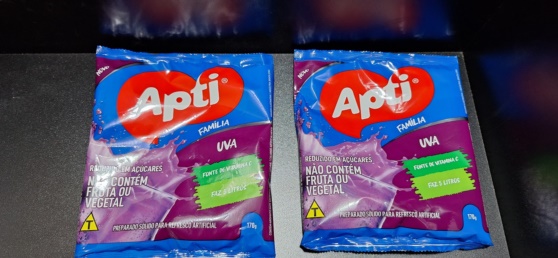 NOVO
Apti®
FAMÍLIA
UVA
REDUZIDO EM AÇÚCARES
NÃO CONTÉM
FRUTA OU
VEGETAL
FONTE DE VITAMINA C
FAZ 5 LITROS
T
PREPARADO SÓLIDO PARA REFRESCO ARTIFICIAL
170g
NOVO
Apti®
FAMÍLIA
UVA
REDUZIDO EM AÇÚCARES
NÃO CONTÉM
FRUTA OU
VEGETAL
FONTE DE VITAMINA C
FAZ 5 LITROS
T
PREPARADO SÓLIDO PARA REFRESCO ARTIFICIAL
170g